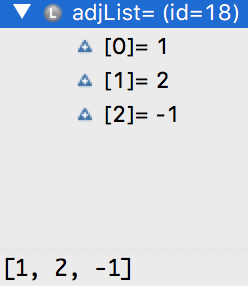 L adjList= (id=18)
[0]= 1
[1]= 2
[2]= -1
[1, 2, -1]